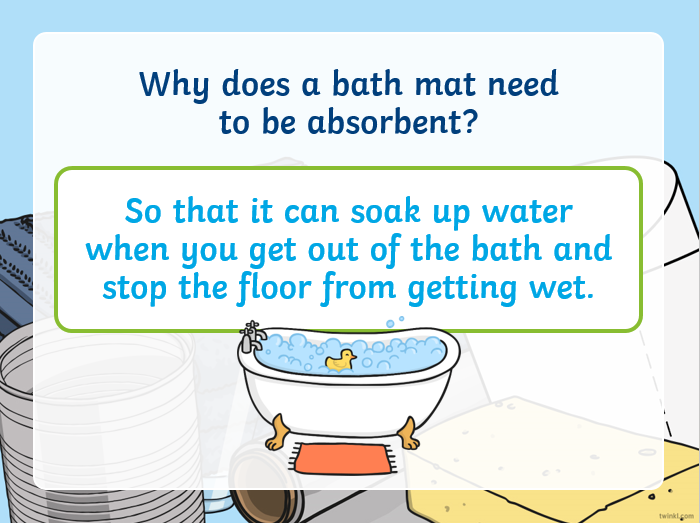 Why does a bath mat need
to be absorbent?
So that it can soak up water
when you get out of the bath and
stop the floor from getting wet.
twinkl.com